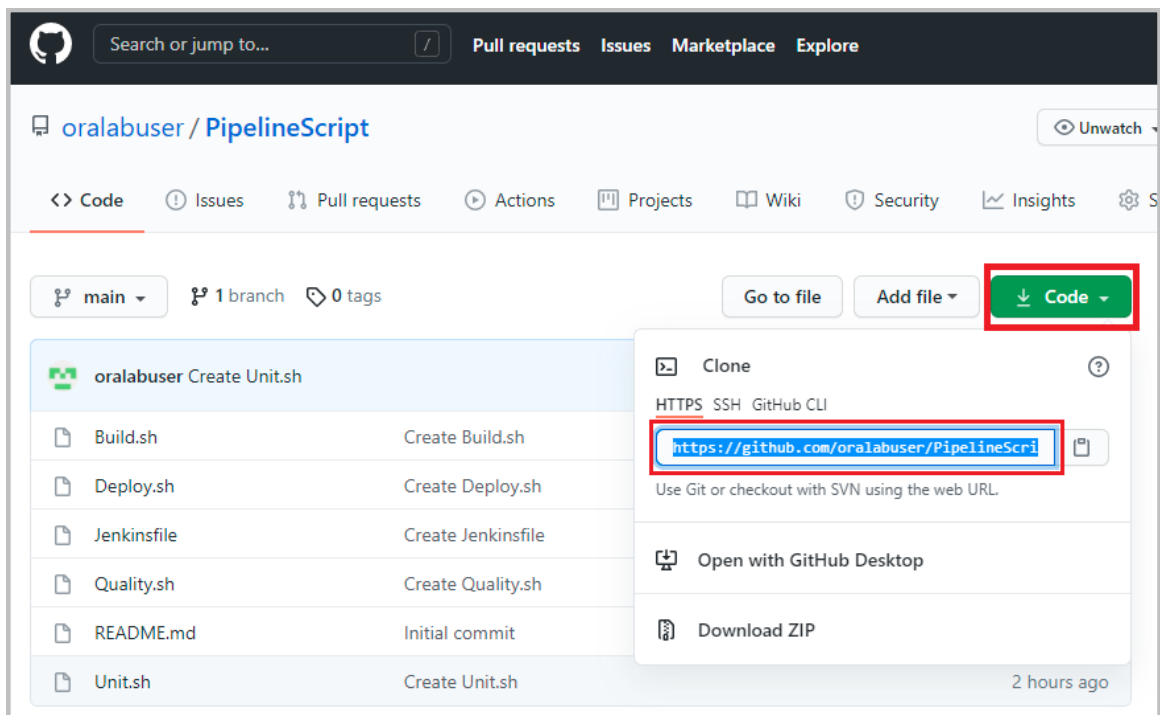 Search or jump to... / Pull requests Issues Marketplace Explore
oralabuser / PipelineScript Unwatch
<> Code Issues Pull requests Actions Projects Wiki Security Insights S
main 1 branch 0 tags Go to file Add file Code
oralabuser Create Unit.sh
Clone
HTTPS SSH GitHub CLI
https://github.com/oralabuser/PipelineScri
Use Git or checkout with SVN using the web URL.
Open with GitHub Desktop
Download ZIP
Build.sh Create Build.sh
Deploy.sh Create Deploy.sh
Jenkinsfile Create Jenkinsfile
Quality.sh Create Quality.sh
README.md Initial commit
Unit.sh Create Unit.sh 2 hours ago